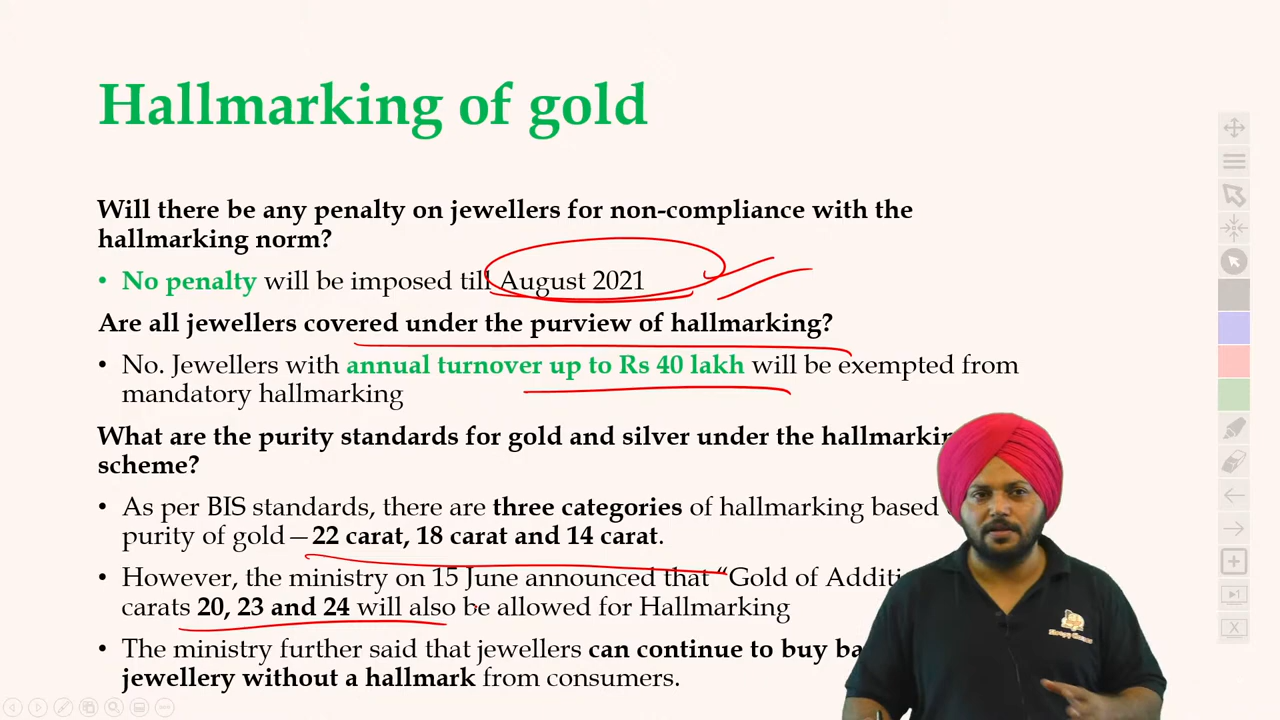 Hallmarking of gold
Will there be any penalty on jewellers for non-compliance with the
hallmarking norm?
• No penalty will be imposed till August 2021
Are all jewellers covered under the purview of hallmarking?
• No. Jewellers with annual turnover up to Rs 40 lakh will be exempted from
mandatory hallmarking
What are the purity standards for gold and silver under the hallmarkin
scheme?
• As per BIS standards, there are three categories of hallmarking based
purity of gold—22 carat, 18 carat and 14 carat.
• However, the ministry on 15 June announced that “Gold of Additi
carats 20, 23 and 24 will also be allowed for Hallmarking
• The ministry further said that jewellers can continue to buy ba
jewellery without a hallmark from consumers.